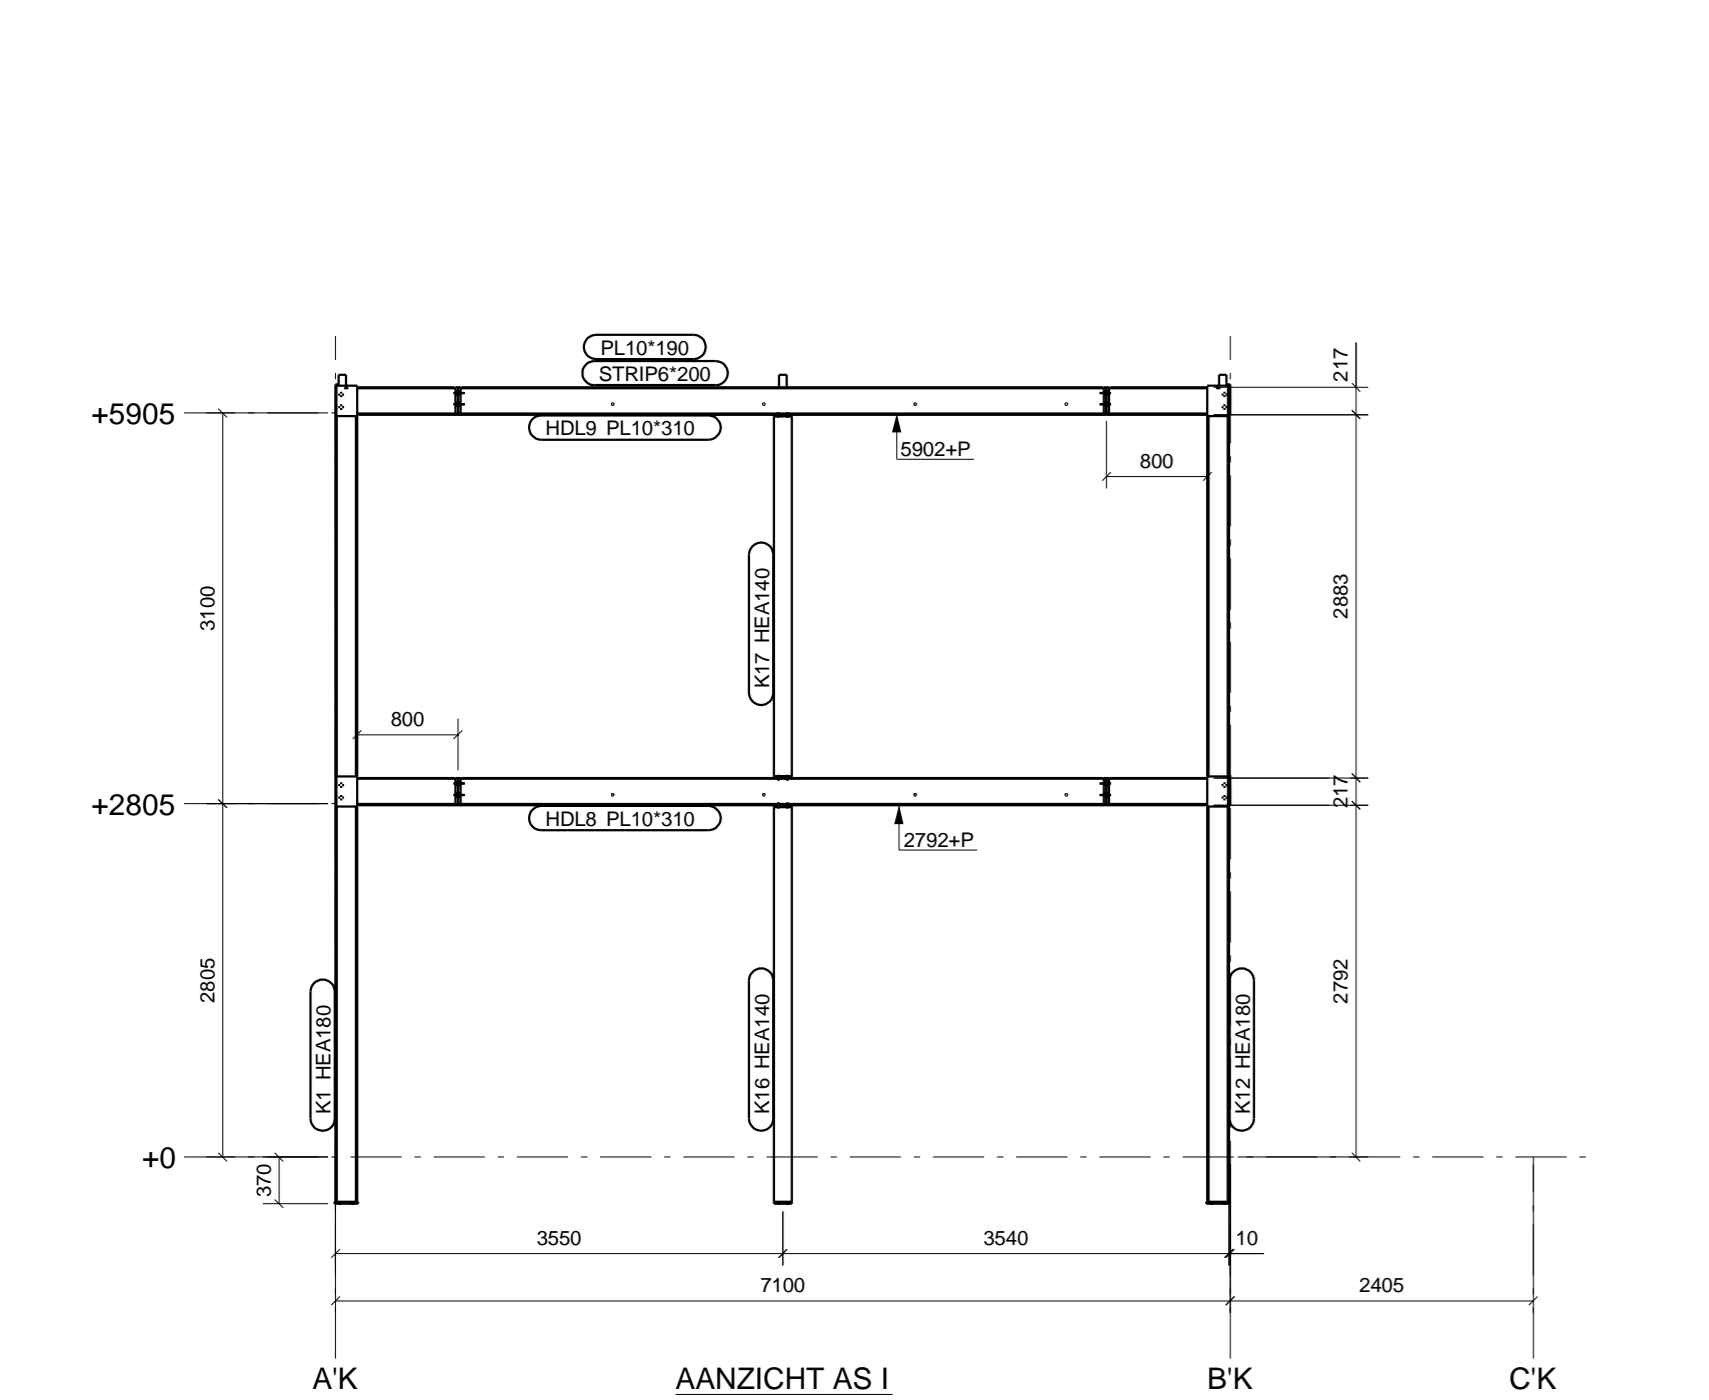 PL10*190
217
STRIP6*200
+5905
HDL9 PL10*310
5902+P
800
3100
K17 HEA140
2883
800
+2805
217
HDL8 PL10*310
2792+P
2805
2792
K1 HEA180
K16 HEA140
K12 HEA180
+0
370
3550
3540
10
7100
2405
A'K
AANZICHT AS I
B'K
C'K